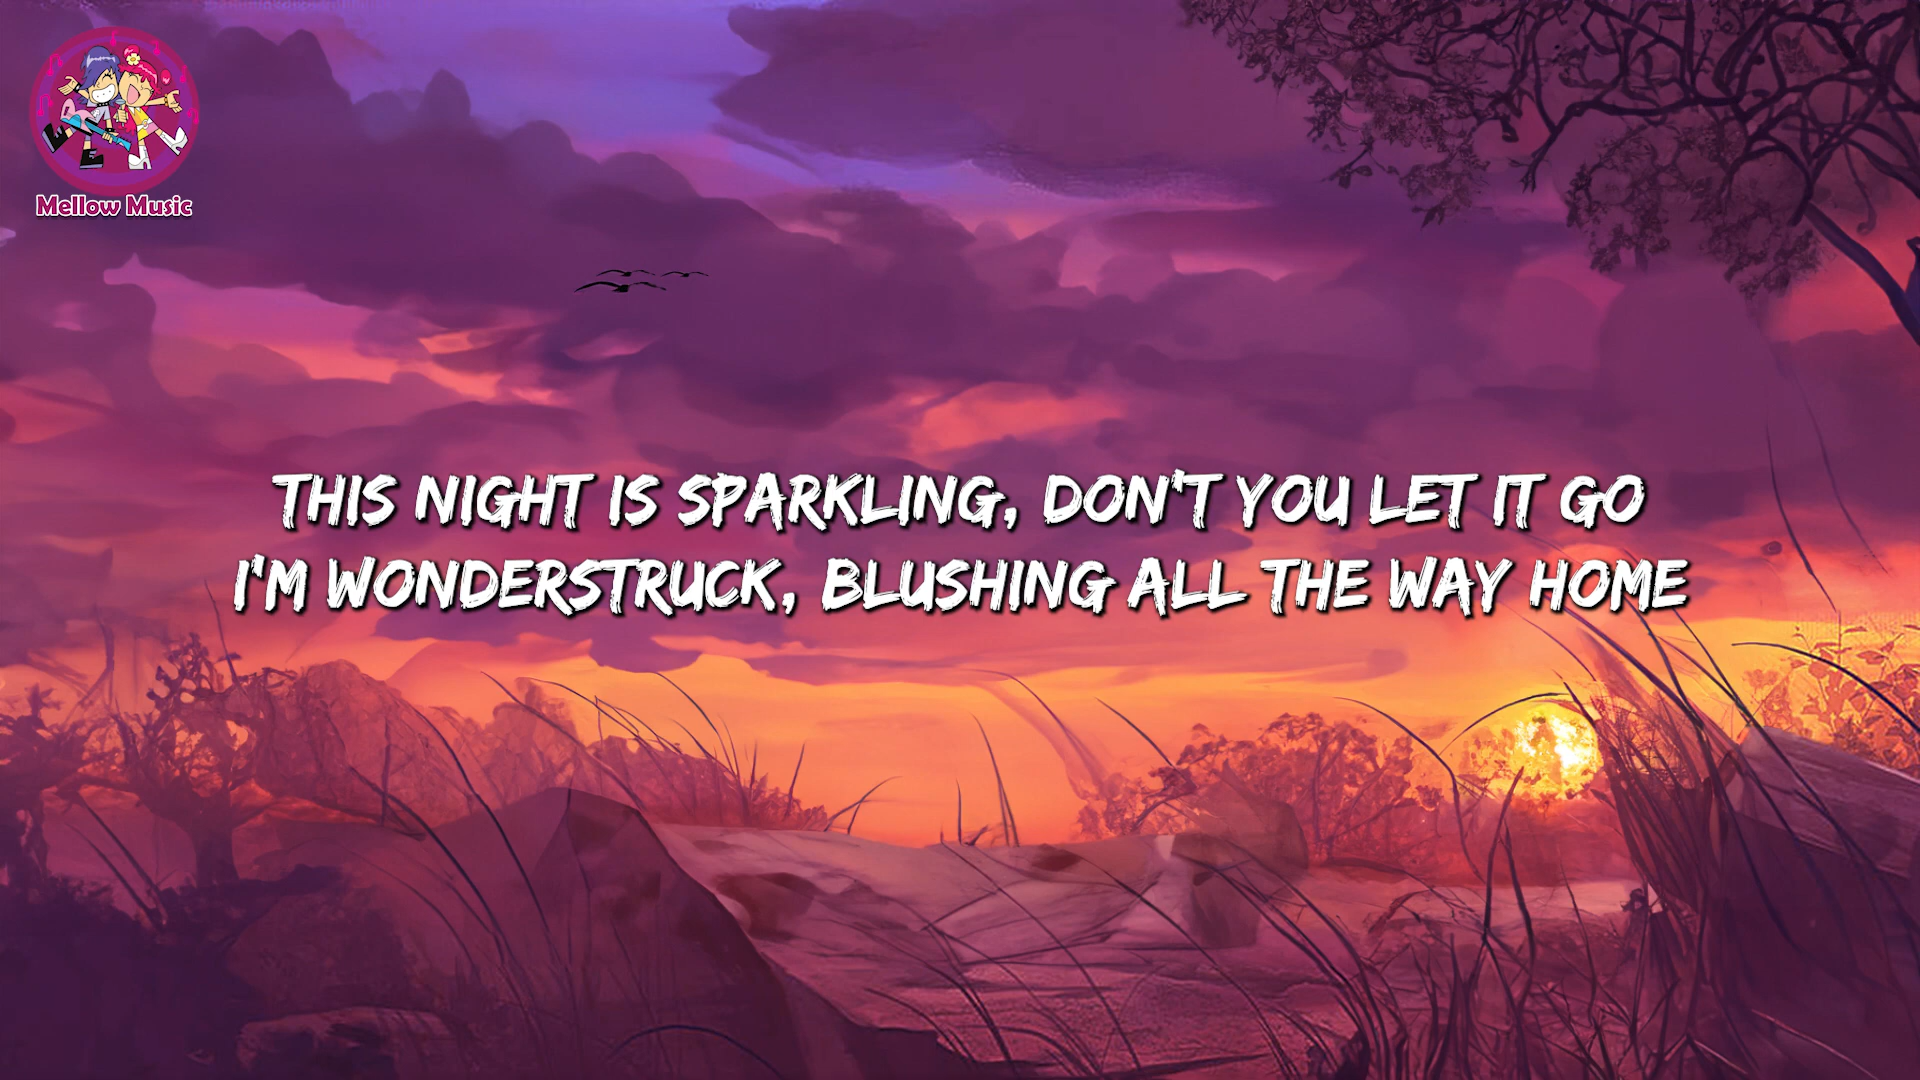 Mellow Music
THIS NIGHT IS SPARKLING, DON'T YOU LET IT GO
I'M WONDERSTRUCK, BLUSHING ALL THE WAY HOME